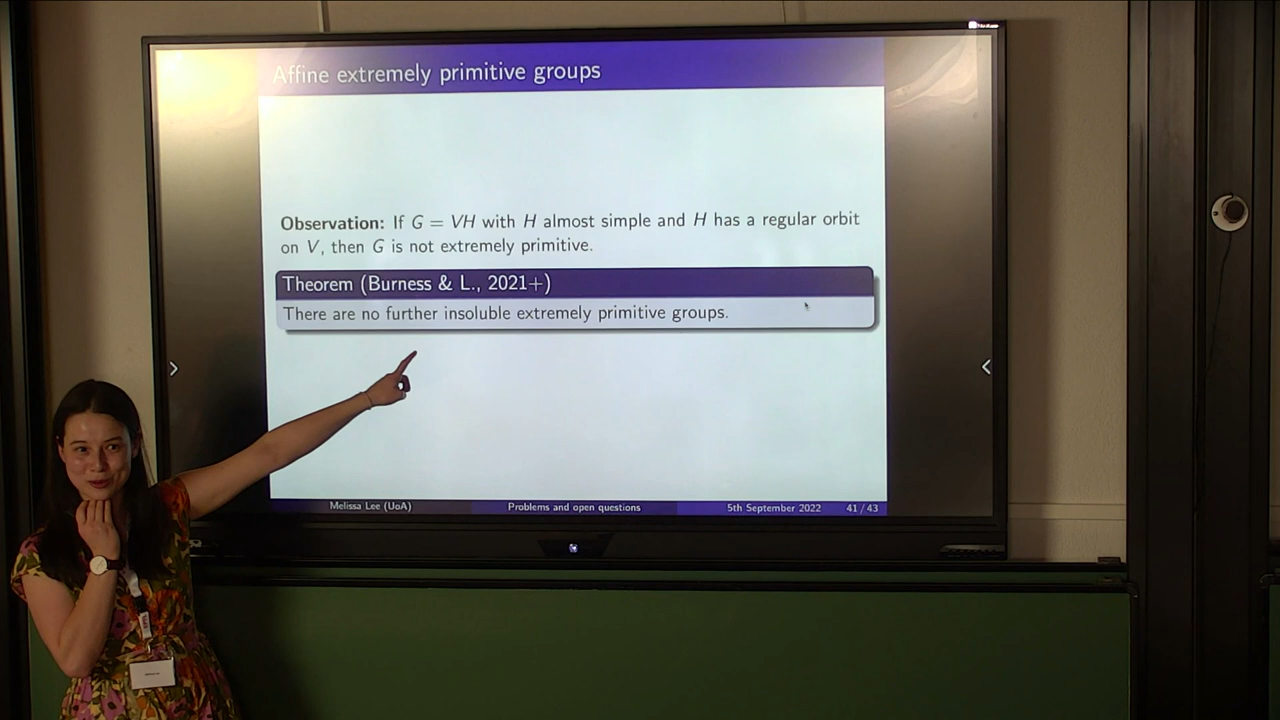 Affine extremely primitive groups
Observation: If G = VH with H almost simple and H has a regular orbit
on V, then G is not extremely primitive.
Theorem (Burness & L., 2021+)
There are no further insoluble extremely primitive groups.
Melissa Lee (UoA) Problems and open questions 5th September 2022 41 / 43